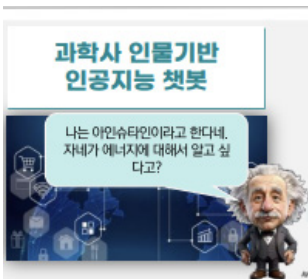 과학사 인물기반
인공지능 챗봇
나는 아인슈타인이라고 한다네.
자네가 에너지에 대해서 알고 싶
다고?